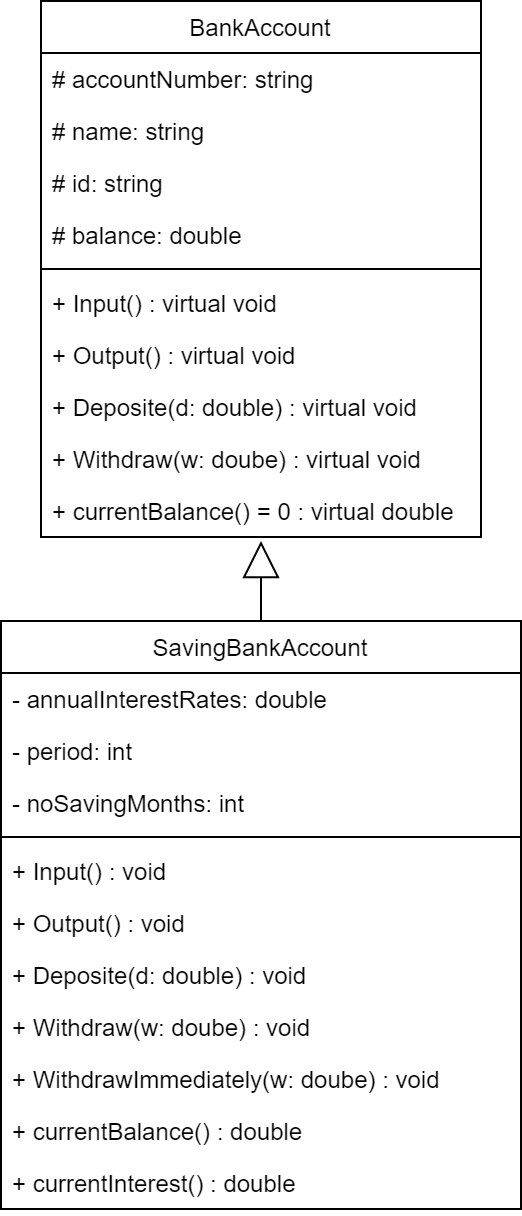 BankAccount
# accountNumber: string
# name: string
# id: string
# balance: double
+ Input() : virtual void
+ Output() : virtual void
+ Deposite(d: double) : virtual void
+ Withdraw(w: doube) : virtual void
+ currentBalance() = 0 : virtual double
SavingBankAccount
- annualInterestRates: double
- period: int
- noSavingMonths: int
+ Input() : void
+ Output() : void
+ Deposite(d: double) : void
+ Withdraw(w: doube) : void
+ WithdrawImmediately(w: doube) : void
+ currentBalance() : double
+ currentInterest() : double